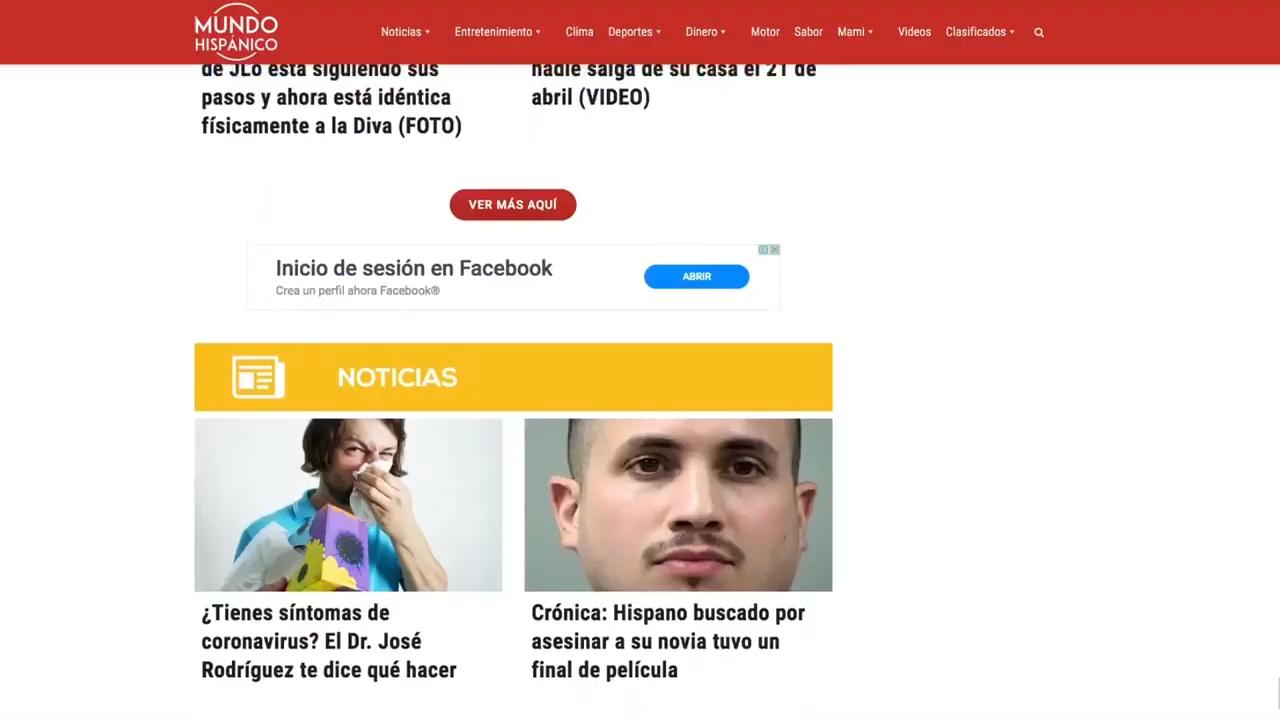 MUNDO
HISPÁNICO
Noticias
Entretenimiento
Clima
Deportes
Dinero
Motor
Sabor
Mami
Videos
Clasificados
de JLo está siguiendo sus
pasos y ahora está idéntica
físicamente a la Diva (FOTO)
nadie salga de su casa el 21 de
abril (VIDEO)
VER MÁS AQUÍ
Inicio de sesión en Facebook
Crea un perfil ahora Facebook®
ABRIR
NOTICIAS
¿Tienes síntomas de
coronavirus? El Dr. José
Rodríguez te dice qué hacer
Crónica: Hispano buscado por
asesinar a su novia tuvo un
final de película